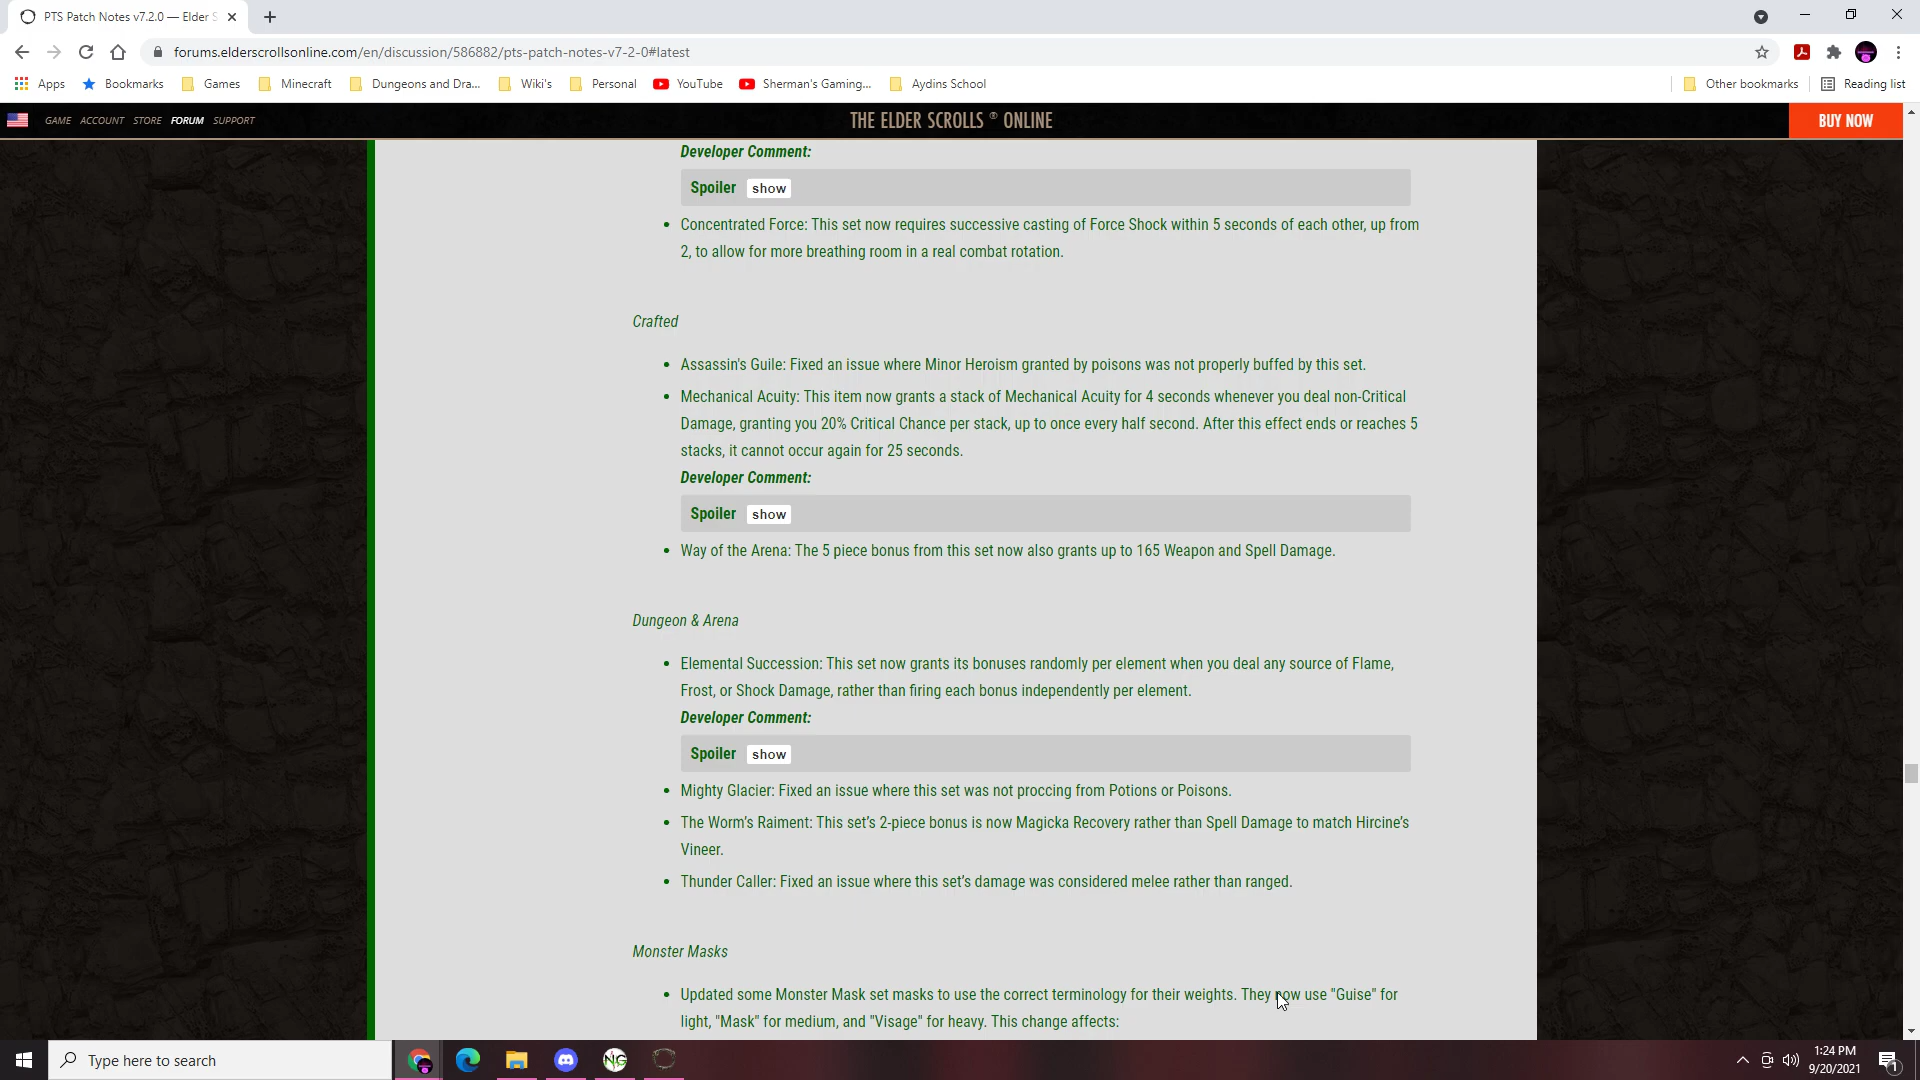 PTS Patch Notes v7.2.0 — Elder S
forums.elderscrollsonline.com/en/discussion/586882/pts-patch-notes-v7-2-0#latest
Apps Bookmarks Games Minecraft Dungeons and Dra... Wiki's Personal YouTube Sherman's Gaming... Aydins School Other bookmarks Reading list
GAME ACCOUNT STORE FORUM SUPPORT THE ELDER SCROLLS ® ONLINE BUY NOW
Developer Comment:
Spoiler show
• Concentrated Force: This set now requires successive casting of Force Shock within 5 seconds of each other, up from
2, to allow for more breathing room in a real combat rotation.
Crafted
• Assassin's Guile: Fixed an issue where Minor Heroism granted by poisons was not properly buffed by this set.
• Mechanical Acuity: This item now grants a stack of Mechanical Acuity for 4 seconds whenever you deal non-Critical
Damage, granting you 20% Critical Chance per stack, up to once every half second. After this effect ends or reaches 5
stacks, it cannot occur again for 25 seconds.
Developer Comment:
Spoiler show
• Way of the Arena: The 5 piece bonus from this set now also grants up to 165 Weapon and Spell Damage.
Dungeon & Arena
• Elemental Succession: This set now grants its bonuses randomly per element when you deal any source of Flame,
Frost, or Shock Damage, rather than firing each bonus independently per element.
Developer Comment:
Spoiler show
• Mighty Glacier: Fixed an issue where this set was not proccing from Potions or Poisons.
• The Worm’s Raiment: This set’s 2-piece bonus is now Magicka Recovery rather than Spell Damage to match Hircine’s
Vineer.
• Thunder Caller: Fixed an issue where this set’s damage was considered melee rather than ranged.
Monster Masks
• Updated some Monster Mask set masks to use the correct terminology for their weights. They now use "Guise" for
light, "Mask" for medium, and "Visage" for heavy. This change affects:
Type here to search
NG
1:24 PM
9/20/2021
1